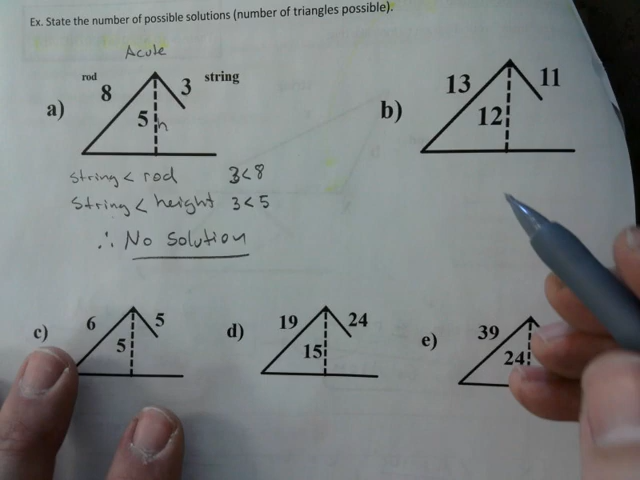 Ex. State the number of possible solutions (number of triangles possible).
Acute
rod
8
3
string
a)
5
h
string < rod 3<8
string < height 3<5
∴ No solution
b)
13
11
12
c)
6
5
5
d)
19
24
15
e)
39
24